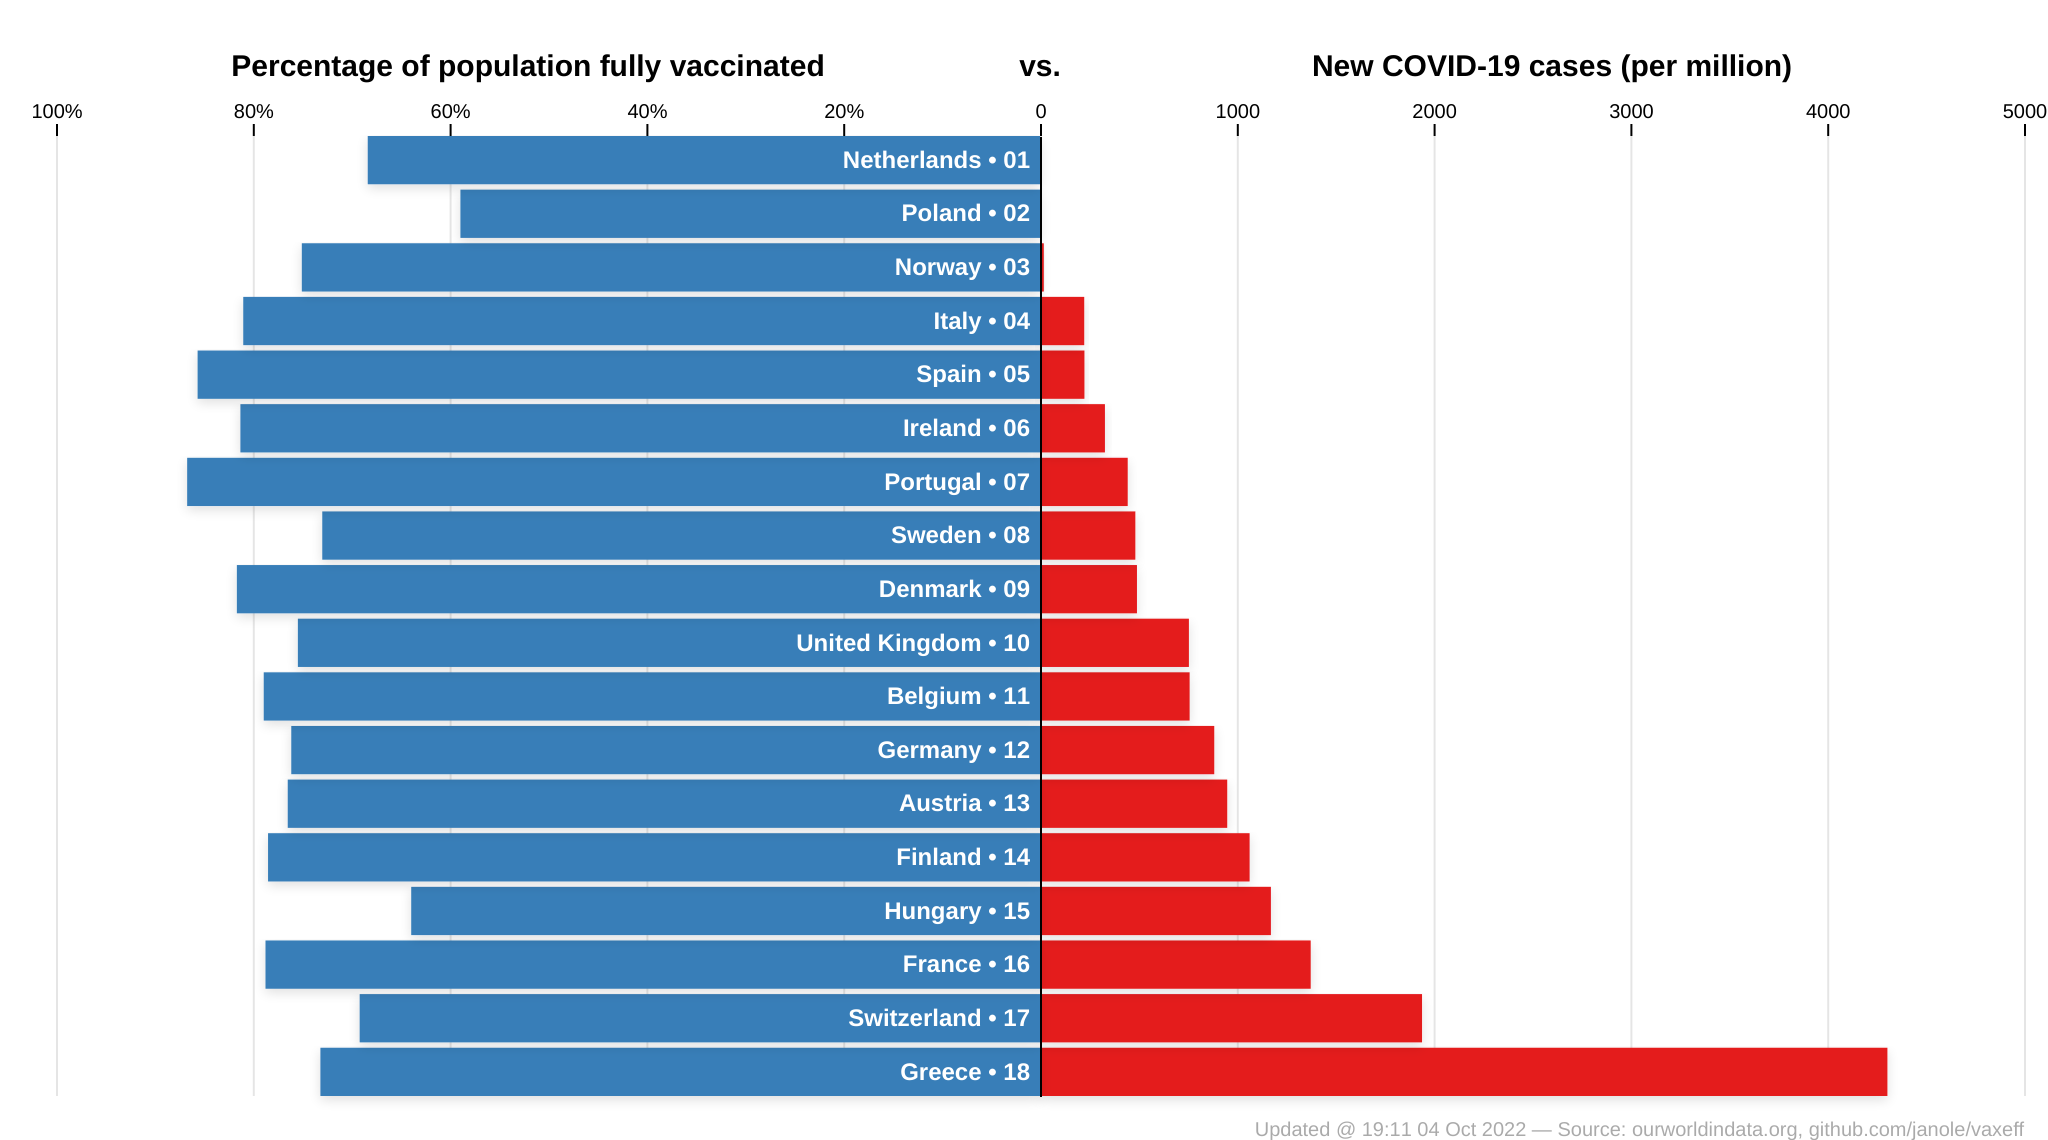 Percentage of population fully vaccinated vs. New COVID-19 cases (per million)
100% 80% 60% 40% 20% 0 1000 2000 3000 4000 5000
Netherlands • 01
Poland • 02
Norway • 03
Italy • 04
Spain • 05
Ireland • 06
Portugal • 07
Sweden • 08
Denmark • 09
United Kingdom • 10
Belgium • 11
Germany • 12
Austria • 13
Finland • 14
Hungary • 15
France • 16
Switzerland • 17
Greece • 18
Updated @ 19:11 04 Oct 2022 — Source: ourworldindata.org, github.com/janole/vaxeff